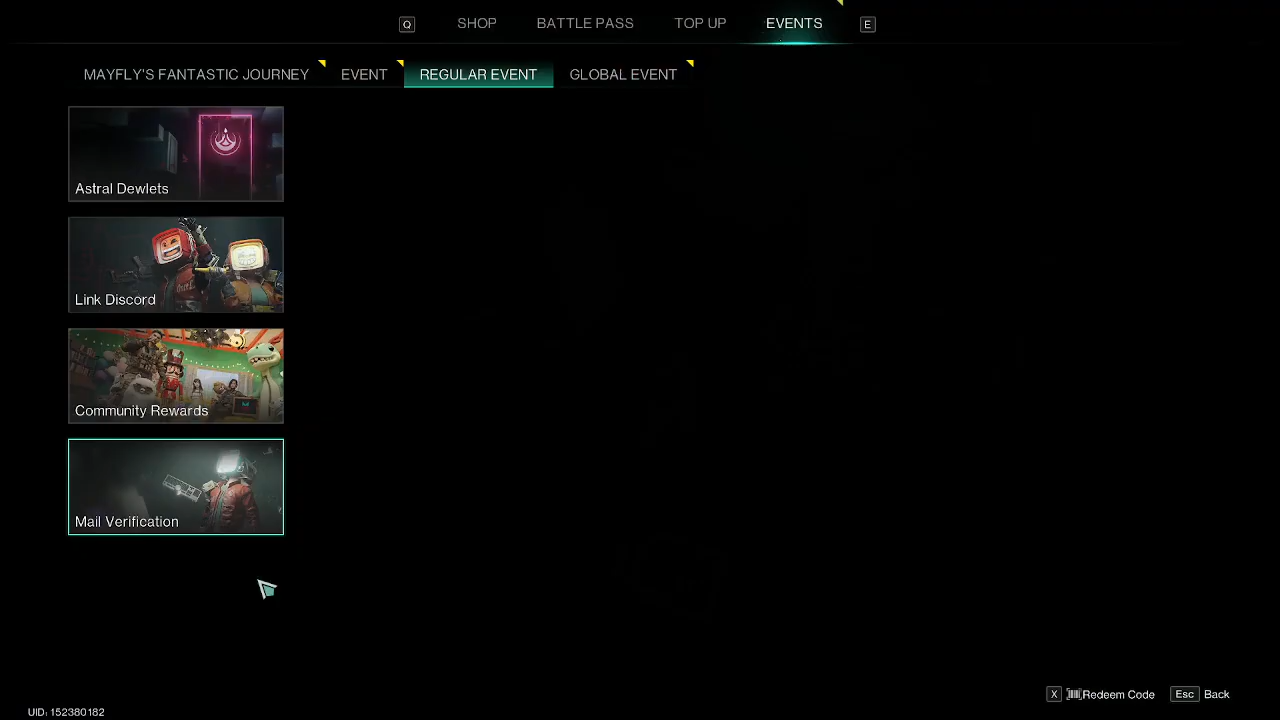 Q SHOP BATTLE PASS TOP UP EVENTS E
MAYFLY'S FANTASTIC JOURNEY EVENT REGULAR EVENT GLOBAL EVENT
Astral Dewlets
Link Discord
Community Rewards
Mail Verification
X Redeem Code Esc Back
UID: 152380182